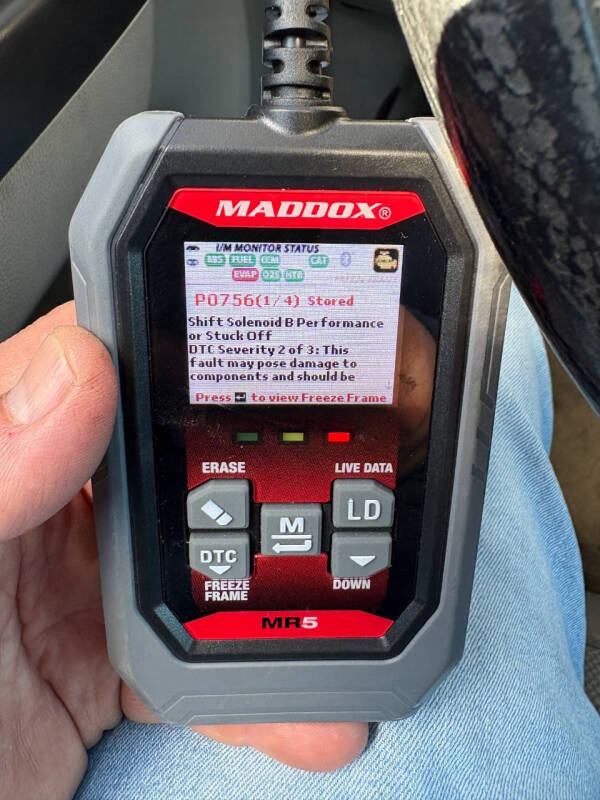 MADDOX®
I/M MONITOR STATUS
MIS FUEL CCM CAT
EVAP O2S HTR
P0756(1/4) Stored
Shift Solenoid B Performance
or Stuck Off
DTC Severity 2 of 3: This
fault may pose damage to
components and should be
Press to view Freeze Frame
ERASE LIVE DATA
M LD
DTC
FREEZE
FRAME
DOWN
MR5